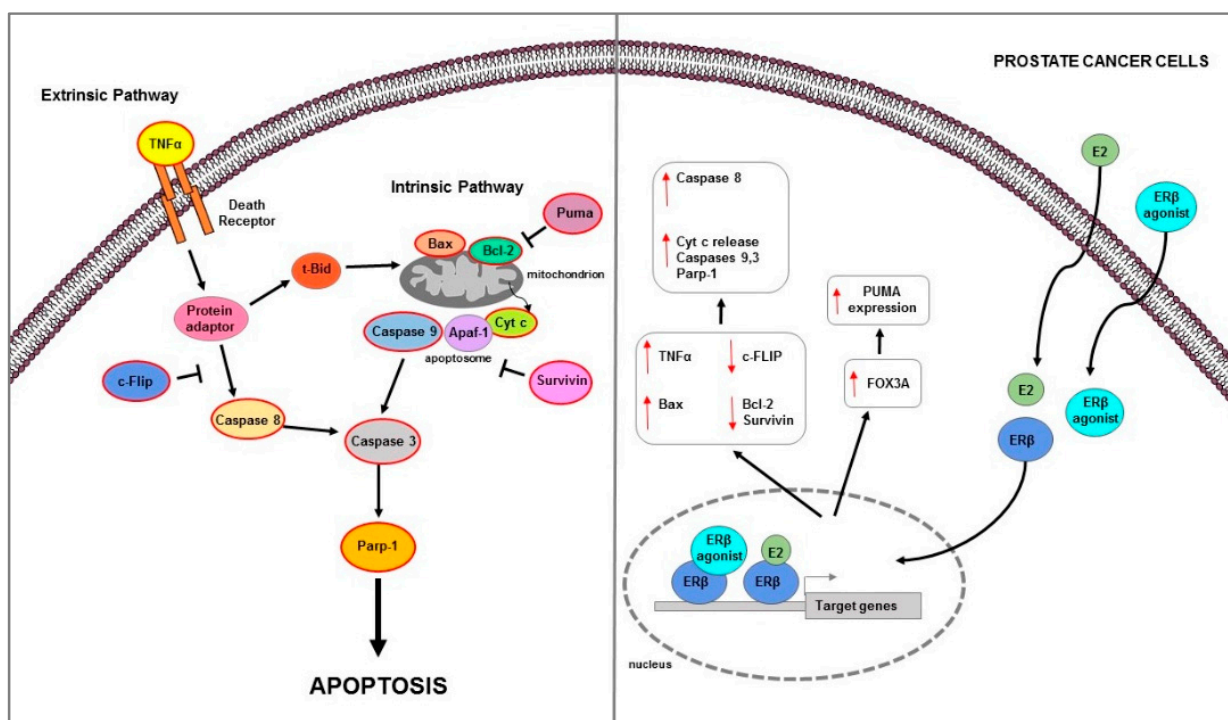 Extrinsic Pathway
TNFα
Death
Receptor
Intrinsic Pathway
Puma
Bax
Bcl-2
mitochondrion
t-Bid
Protein
adaptor
Cyt c
Caspase 9
Apaf-1
apoptosome
c-Flip
Survivin
Caspase 8
Caspase 3
Parp-1
APOPTOSIS
PROSTATE CANCER CELLS
E2
ERβ
agonist
Caspase 8
Cyt c release
Caspases 9,3
Parp-1
PUMA
expression
TNFα
c-FLIP
Bax
Bcl-2
Survivin
FOX3A
E2
ERβ
ERβ
agonist
ERβ
agonist
ERβ
E2
ERβ
Target genes
nucleus